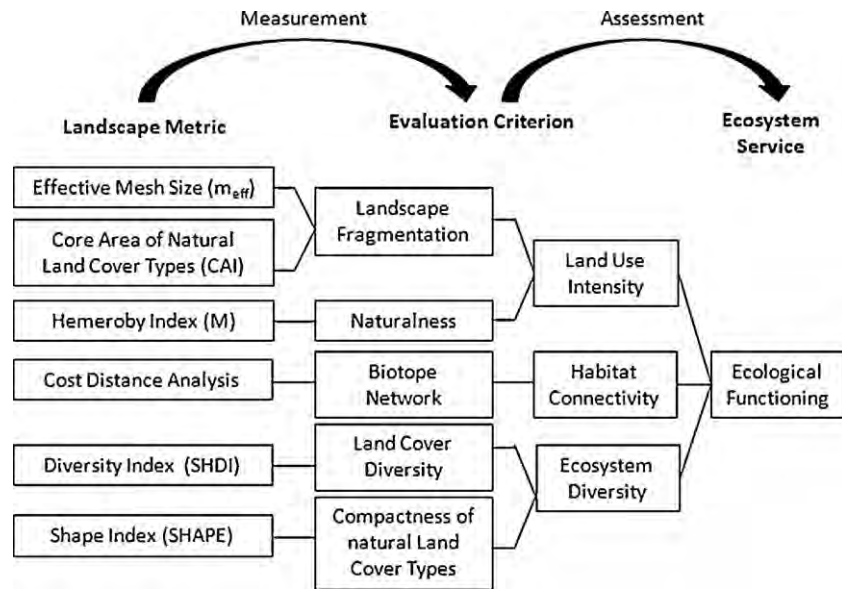 Measurement
Assessment
Landscape Metric
Evaluation Criterion
Ecosystem
Service
Effective Mesh Size (meff)
Core Area of Natural
Land Cover Types (CAI)
Hemeroby Index (M)
Cost Distance Analysis
Diversity Index (SHDI)
Shape Index (SHAPE)
Landscape
Fragmentation
Naturalness
Biotope
Network
Land Cover
Diversity
Compactness of
natural Land
Cover Types
Land Use
Intensity
Habitat
Connectivity
Ecosystem
Diversity
Ecological
Functioning